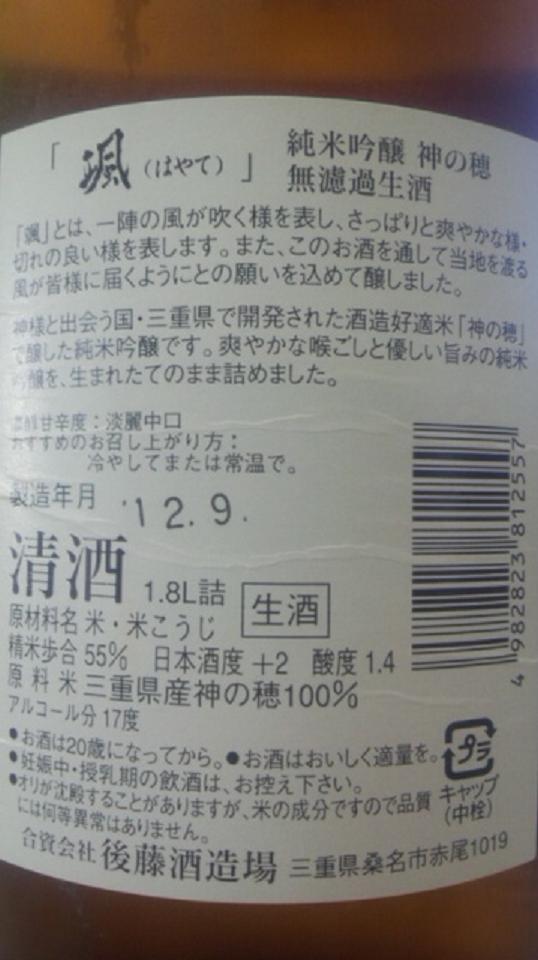 「颯(はやて)」
純米吟醸 神の穂
無濾過生酒
「颯」とは、一陣の風が吹く様を表し、さっぱりと爽やかな様・
切れの良い様を表します。また、このお酒を通して当地を渡る
風が皆様に届くようにとの願いを込めて醸しました。
神様と出会う国・三重県で開発された酒造好適米「神の穂」
で醸した純米吟醸です。爽やかな喉ごしと優しい旨みの純米
吟醸を、生まれたてのまま詰めました。
濃醇甘辛度:淡麗中口
おすすめのお召し上がり方:
冷やしてまたは常温で。
製造年月 '12.9.
清酒 1.8L詰 生酒
原材料名 米・米こうじ
精米歩合 55% 日本酒度 +2 酸度 1.4
原料米 三重県産神の穂100%
アルコール分 17度
●お酒は20歳になってから。●お酒はおいしく適量を。
●妊娠中・授乳期の飲酒は、お控え下さい。
●オリが沈殿することがありますが、米の成分ですので品質
には何等異常はありません。
プラ
キャップ
(中栓)
合資会社 後藤酒造場 三重県桑名市赤尾1019
4 982823 812557